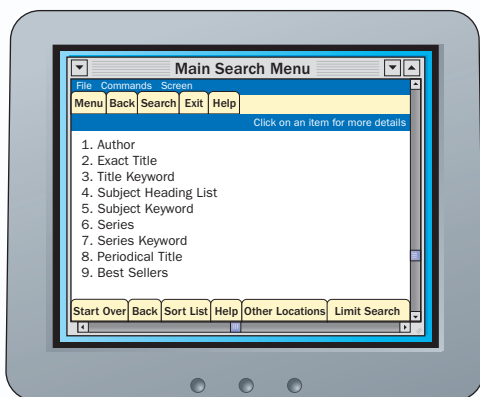 Main Search Menu
File Commands Screen
Menu Back Search Exit Help
Click on an item for more details
1. Author
2. Exact Title
3. Title Keyword
4. Subject Heading List
5. Subject Keyword
6. Series
7. Series Keyword
8. Periodical Title
9. Best Sellers
Start Over Back Sort List Help Other Locations Limit Search